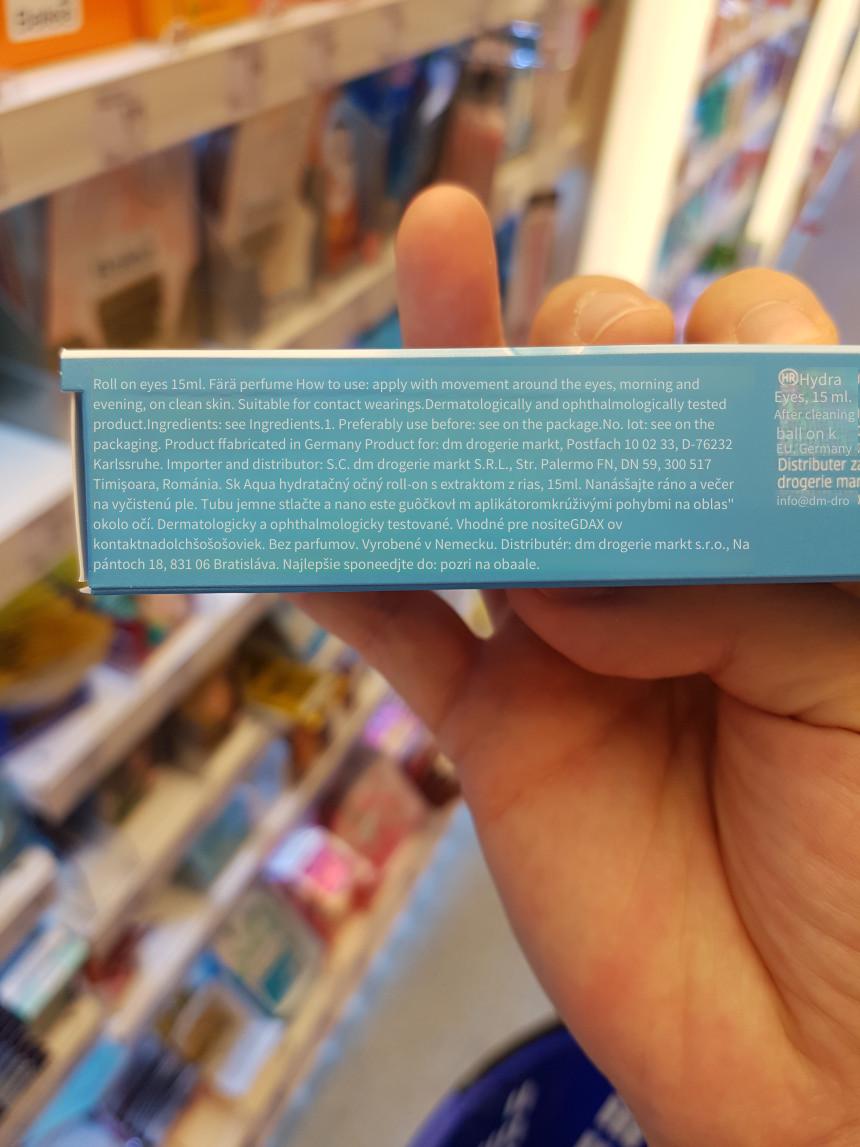 Roll on eyes 15ml. Färä perfume How to use: apply with movement around the eyes, morning and
evening, on clean skin. Suitable for contact wearings.Dermatologically and ophthalmologically tested
product.Ingredients: see Ingredients.1. Preferably use before: see on the package.No. lot: see on the
packaging. Product ffabricated in Germany Product for: dm drogerie markt, Postfach 10 02 33, D-76232
Karlssruhe. Importer and distributor: S.C. dm drogerie markt S.R.L., Str. Palermo FN, DN 59, 300 517
Timişoara, Románia. Sk Aqua hydratačný očný roll-on s extraktom z rias, 15ml. Nanášsajte ráno a večer
na vyčistenú ple. Tubu jemne stlačte a nano este guôčkovł m aplikátoromkrúživými pohybmi na oblas"
okolo očí. Dermatologicky a ophthalmologicky testované. Vhodné pre nositeGDAX ov
kontaktnadolchšošošoviek. Bez parfumov. Vyrobené v Nemecku. Distributér: dm drogerie markt s.r.o., Na
pántoch 18, 831 06 Bratisláva. Najlepšie sponeedjte do: pozri na obaale.
HR Hydra
Eyes, 15 ml.
After cleaning
ball on k
EU, Germany
Distributer za
drogerie mar
info@dm-dro